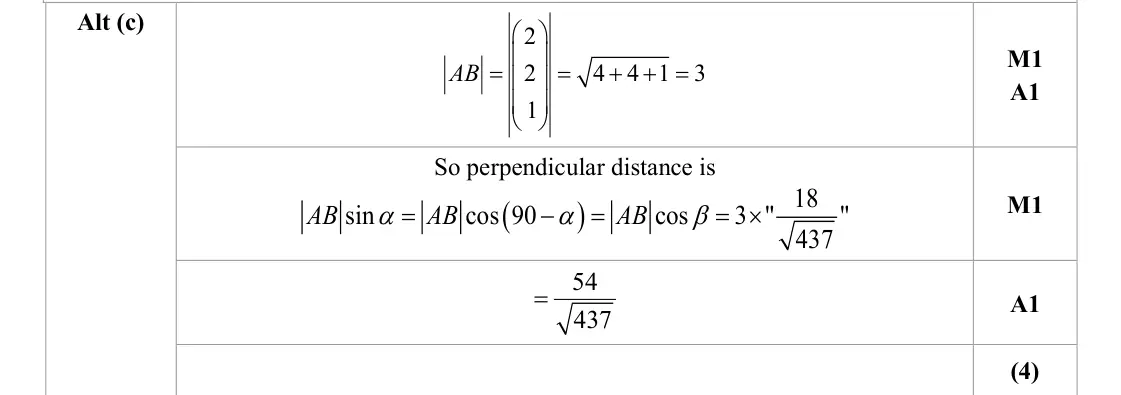 Alt (c)
|AB| = |(2 2 1)| = √4 + 4 + 1 = 3
M1
A1
So perpendicular distance is
|AB| sin α = |AB| cos (90 − α) = |AB| cos β = 3 × " 18/√437 "
M1
= 54/√437
A1
(4)